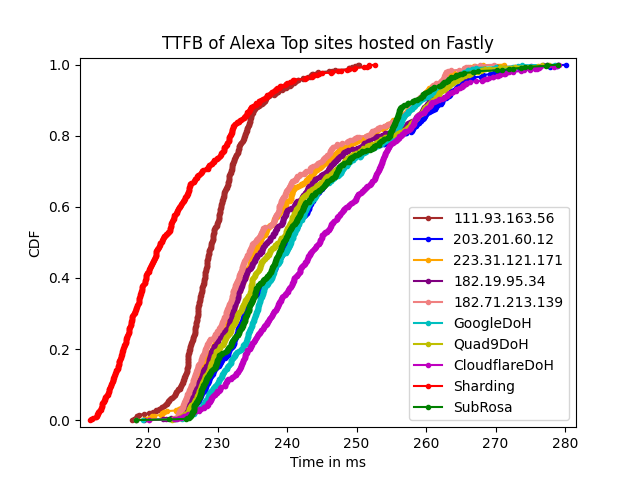 TTFB of Alexa Top sites hosted on Fastly
1.0
0.8
0.6
0.4
0.2
0.0
CDF
111.93.163.56
203.201.60.12
223.31.121.171
182.19.95.34
182.71.213.139
GoogleDoH
Quad9DoH
CloudflareDoH
Sharding
SubRosa
220 230 240 250 260 270 280
Time in ms